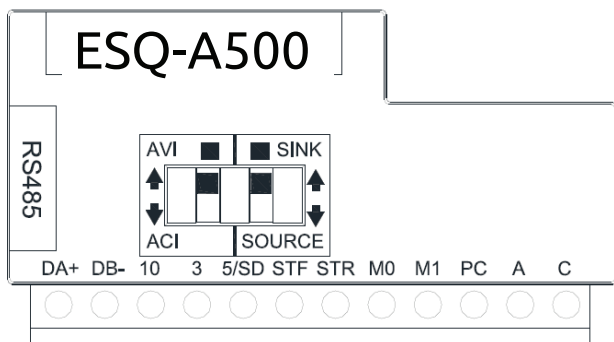 ESQ-A500
RS485
AVI SINK
ACI SOURCE
DA+ DB- 10 3 5/SD STF STR M0 M1 PC A C